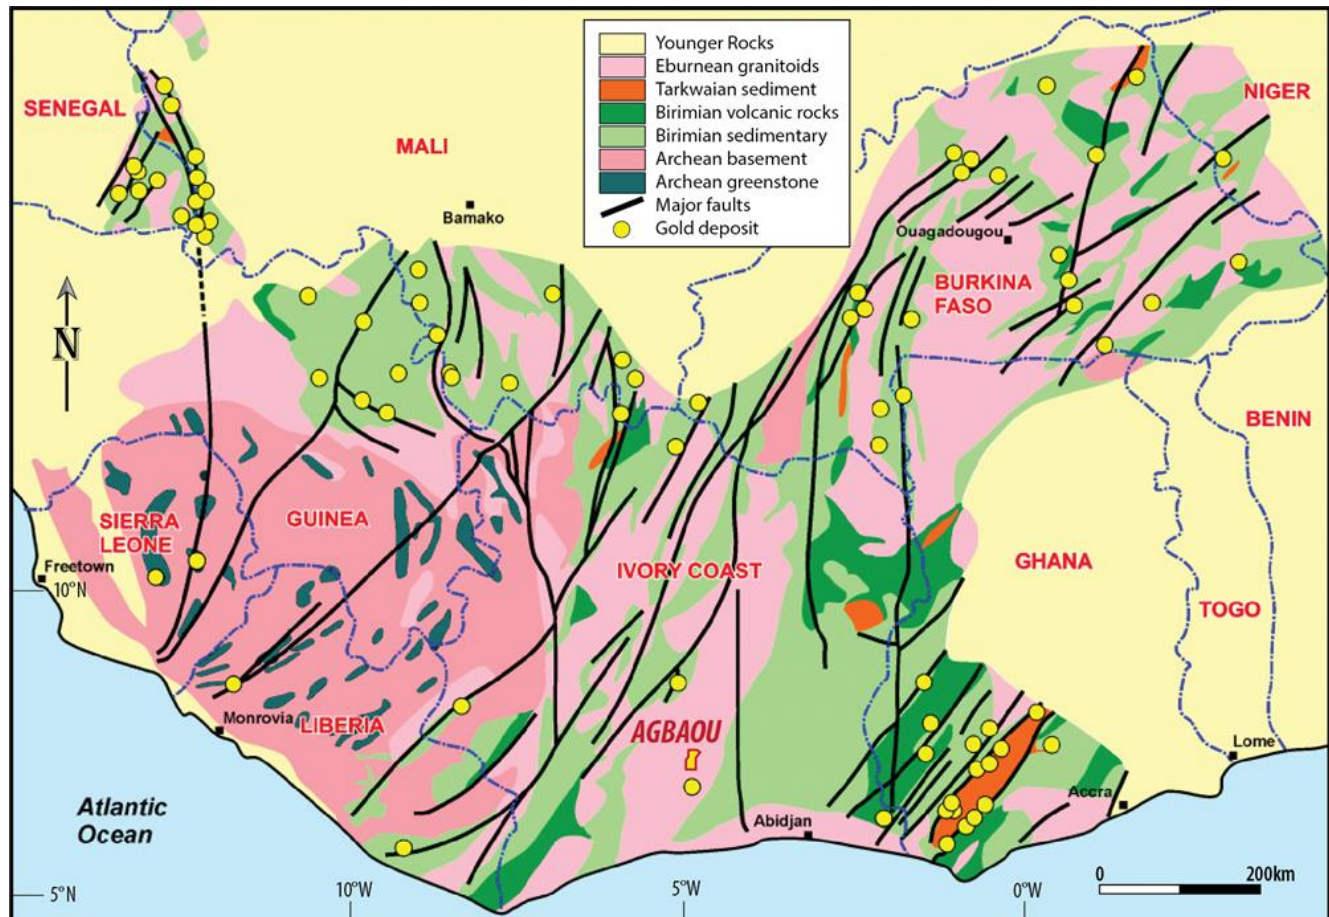 Younger Rocks
Eburnean granitoids
Tarkwaian sediment
Birimian volcanic rocks
Birimian sedimentary
Archean basement
Archean greenstone
Major faults
Gold deposit
SENEGAL
MALI
NIGER
Bamako
Ouagadougou
BURKINA
FASO
N
BENIN
SIERRA
LEONE
GUINEA
Freetown
10°N
IVORY COAST
GHANA
TOGO
Monrovia
LIBERIA
AGBAOU
Lome
Atlantic
Ocean
Accra
Abidjan
5°N
10°W
5°W
0°W
0
200km